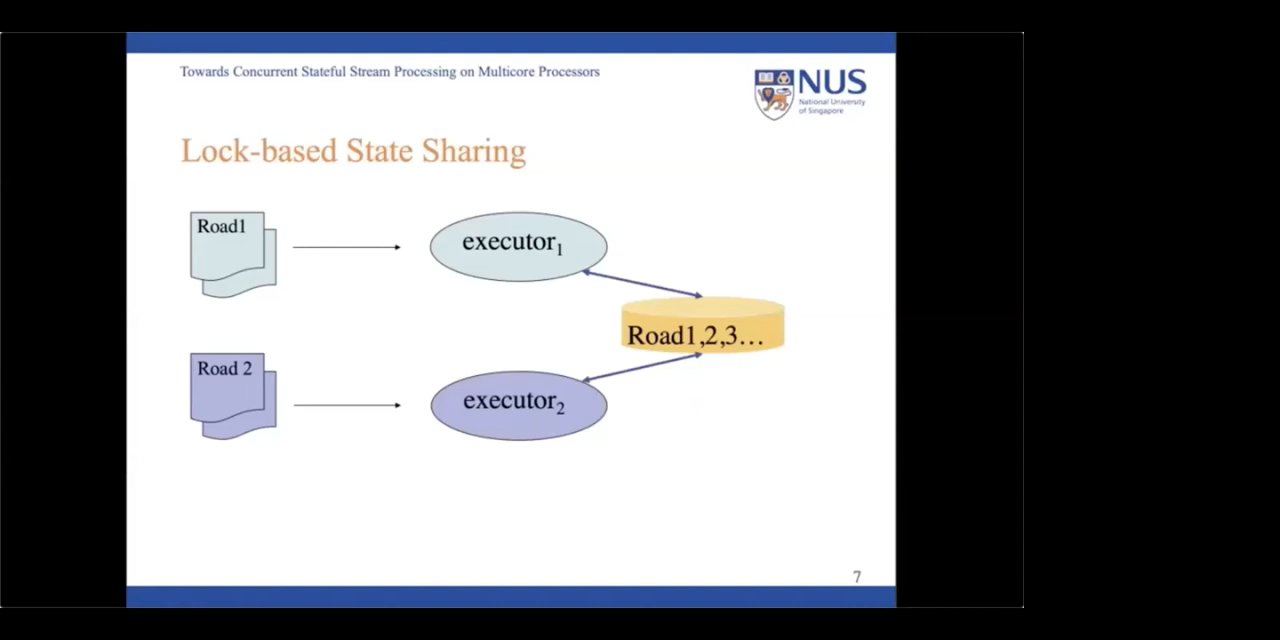 Towards Concurrent Stateful Stream Processing on Multicore Processors
NUS
National University
of Singapore
Lock-based State Sharing
Road1
executor1
Road1,2,3…
Road 2
executor2
7